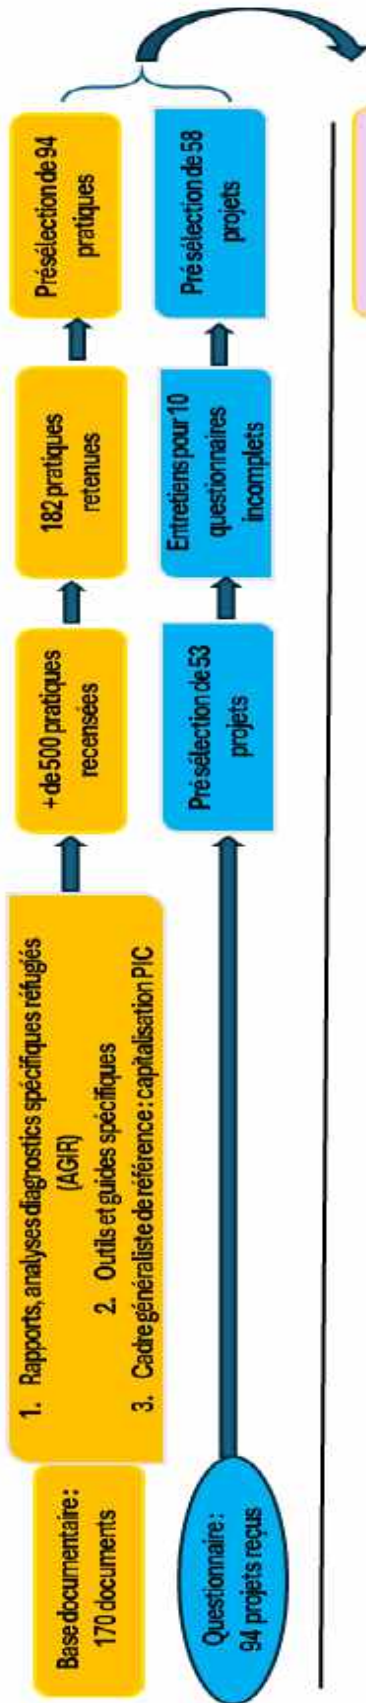 Base documentaire :
170 documents
1. Rapports, analyses diagnostics spécifiques réfugiés
(AGIR)
2. Outils et guides spécifiques
3. Cadre généraliste de référence : capitalisation PIC
+ de 500 pratiques
recensées
182 pratiques
retenues
Présélection de 94
pratiques
Questionnaire :
94 projets reçus
Présélection de 53
projets
Entretiens pour 10
questionnaires
incomplets
Présélection de 58
projets